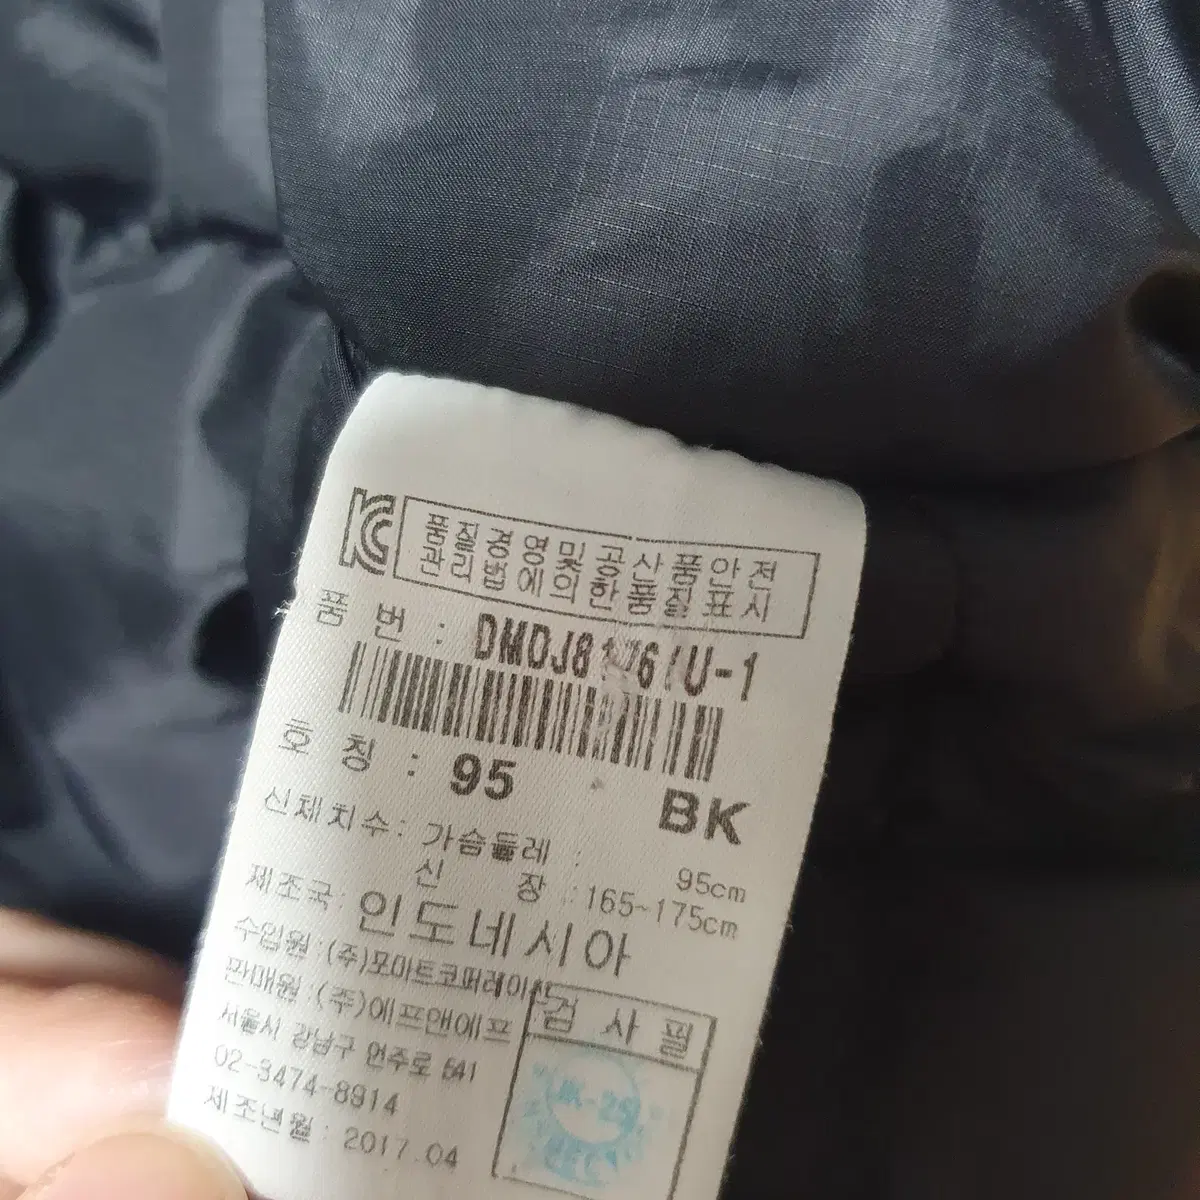 KC
품질경영및공산품안전
관리법에의한품질표시
품 번 : DMDJ8176/U-1
호 칭 : 95
BK
신체치수: 가슴둘레 : 95cm
신 장 : 165~175cm
제조국: 인도네시아
수입원 : (주)모마트코퍼레이션
판매원 : (주)에프앤에프
서울시 강남구 언주로 541
02-3474-8914
제조년월 : 2017.04
검 사 필